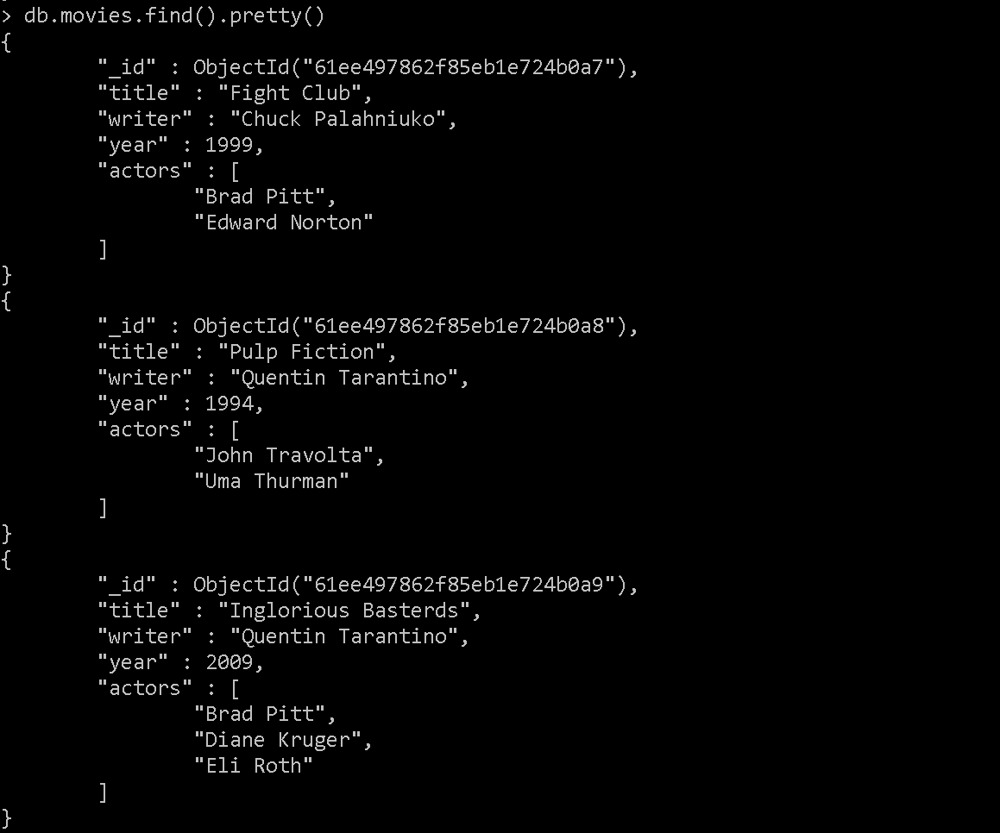 > db.movies.find().pretty()
{
        "_id" : ObjectId("61ee497862f85eb1e724b0a7"),
        "title" : "Fight Club",
        "writer" : "Chuck Palahniuko",
        "year" : 1999,
        "actors" : [
                "Brad Pitt",
                "Edward Norton"
        ]
}
{
        "_id" : ObjectId("61ee497862f85eb1e724b0a8"),
        "title" : "Pulp Fiction",
        "writer" : "Quentin Tarantino",
        "year" : 1994,
        "actors" : [
                "John Travolta",
                "Uma Thurman"
        ]
}
{
        "_id" : ObjectId("61ee497862f85eb1e724b0a9"),
        "title" : "Inglorious Basterds",
        "writer" : "Quentin Tarantino",
        "year" : 2009,
        "actors" : [
                "Brad Pitt",
                "Diane Kruger",
                "Eli Roth"
        ]
}